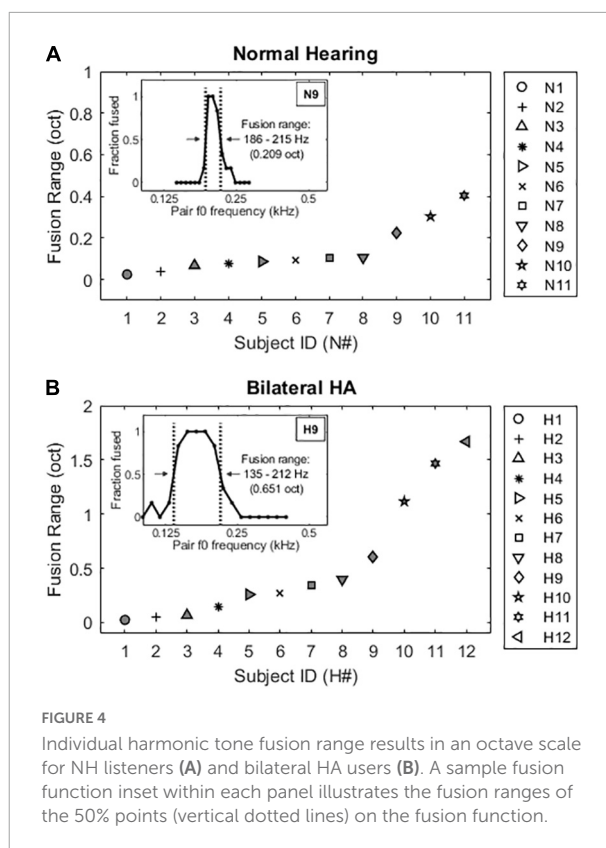 A
Normal Hearing
Fusion Range (oct)
1
0.8
0.6
0.4
0.2
0
Fraction fused
1
0.5
0
N9
Fusion range:
186 - 215 Hz
(0.209 oct)
0.125 0.25 0.5
Pair f0 frequency (kHz)
1 2 3 4 5 6 7 8 9 10 11
Subject ID (N#)
N1
N2
N3
N4
N5
N6
N7
N8
N9
N10
N11
B
Bilateral HA
Fusion Range (oct)
2
1.5
1
0.5
0
Fraction fused
1
0.5
0
H9
Fusion range:
135 - 212 Hz
(0.651 oct)
0.125 0.25 0.5
Pair f0 frequency (kHz)
1 2 3 4 5 6 7 8 9 10 11 12
Subject ID (H#)
H1
H2
H3
H4
H5
H6
H7
H8
H9
H10
H11
H12
FIGURE 4
Individual harmonic tone fusion range results in an octave scale
for NH listeners (A) and bilateral HA users (B). A sample fusion
function inset within each panel illustrates the fusion ranges of
the 50% points (vertical dotted lines) on the fusion function.